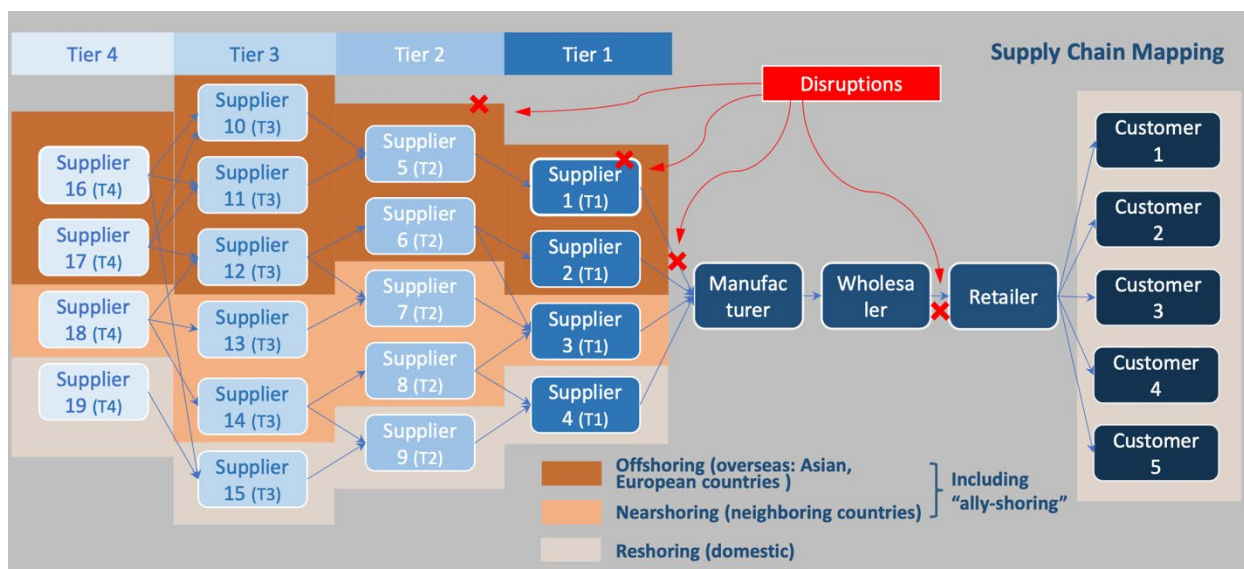 Tier 4
Tier 3
Tier 2
Tier 1
Supply Chain Mapping
Disruptions
Supplier
16 (T4)
Supplier
17 (T4)
Supplier
18 (T4)
Supplier
19 (T4)
Supplier
10 (T3)
Supplier
11 (T3)
Supplier
12 (T3)
Supplier
13 (T3)
Supplier
14 (T3)
Supplier
15 (T3)
Supplier
5 (T2)
Supplier
6 (T2)
Supplier
7 (T2)
Supplier
8 (T2)
Supplier
9 (T2)
Supplier
1 (T1)
Supplier
2 (T1)
Supplier
3 (T1)
Supplier
4 (T1)
Manufac
turer
Wholesa
ler
Retailer
Customer
1
Customer
2
Customer
3
Customer
4
Customer
5
Offshoring (overseas: Asian,
European countries )
Nearshoring (neighboring countries)
Reshoring (domestic)
Including
“ally-shoring”